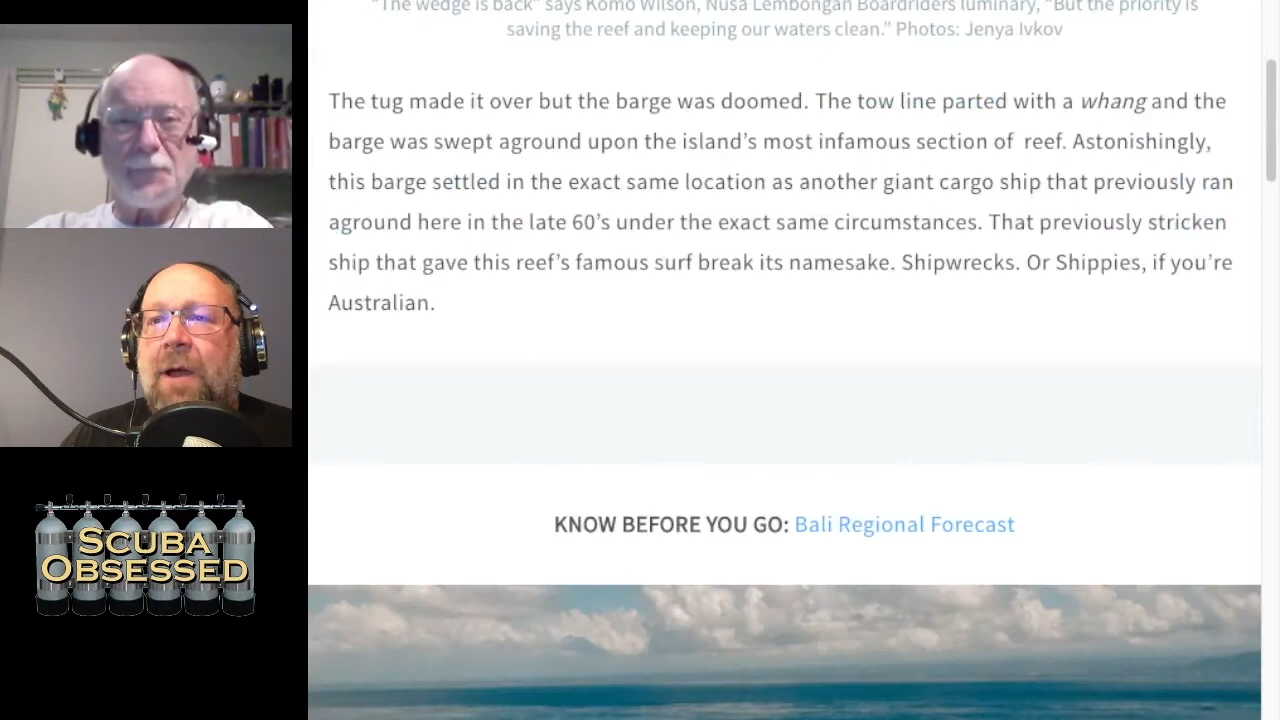 "The wedge is back" says Komo Wilson, Nusa Lembongan Boardriders luminary, "But the priority is
saving the reef and keeping our waters clean." Photos: Jenya Ivkov
The tug made it over but the barge was doomed. The tow line parted with a whang and the
barge was swept aground upon the island's most infamous section of reef. Astonishingly,
this barge settled in the exact same location as another giant cargo ship that previously ran
aground here in the late 60's under the exact same circumstances. That previously stricken
ship that gave this reef's famous surf break its namesake. Shipwrecks. Or Shippies, if you're
Australian.
KNOW BEFORE YOU GO: Bali Regional Forecast
SCUBA
OBSESSED